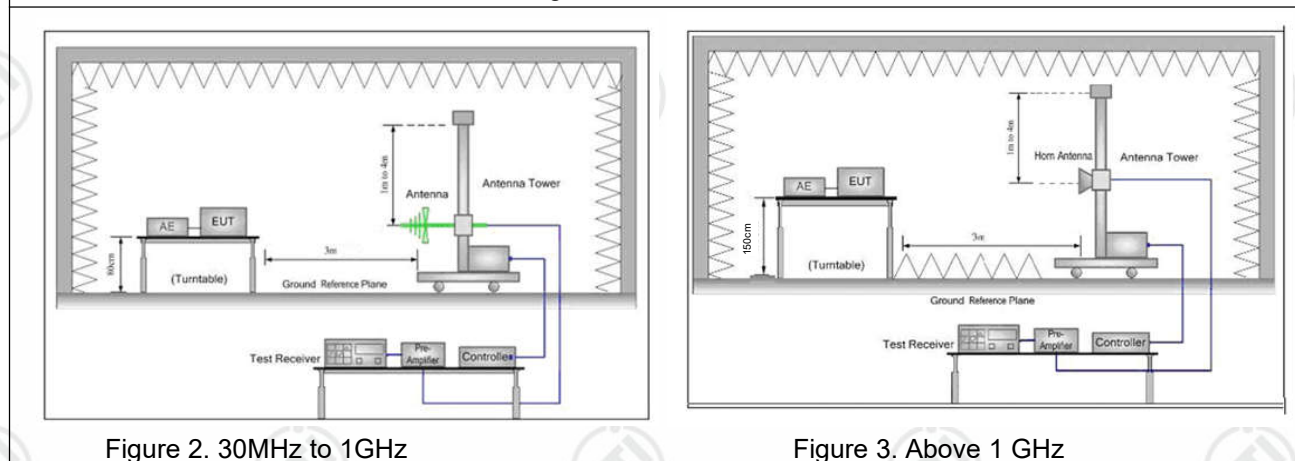 1m to 4m
Antenna
Antenna Tower
AE
EUT
3m
80cm
(Turntable)
Ground Reference Plane
Test Receiver
Pre-
Amplifier
Controller
Figure 2. 30MHz to 1GHz
1m to 4m
Horn Antenna
Antenna Tower
AE
EUT
150cm
3m
(Turntable)
Ground Reference Plane
Test Receiver
Pre-
Amplifier
Controller
Figure 3. Above 1 GHz